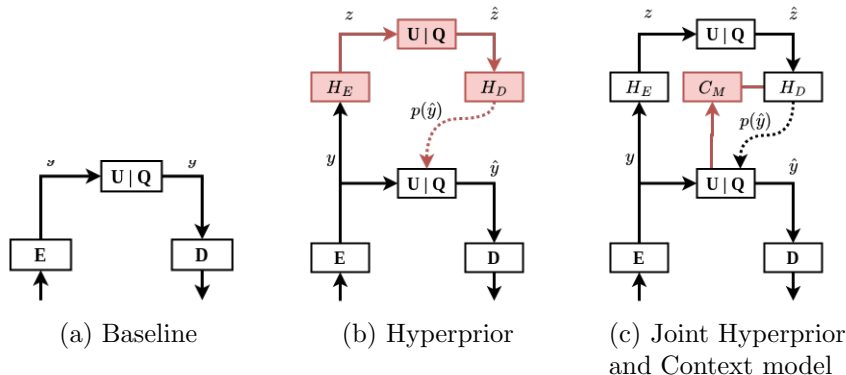 U | Q
E
D
(a) Baseline
z
ẑ
U | Q
H_E
H_D
p(ŷ)
y
U | Q
ŷ
E
D
(b) Hyperprior
z
ẑ
U | Q
H_E
C_M
H_D
p(ŷ)
y
U | Q
ŷ
E
D
(c) Joint Hyperprior
and Context model